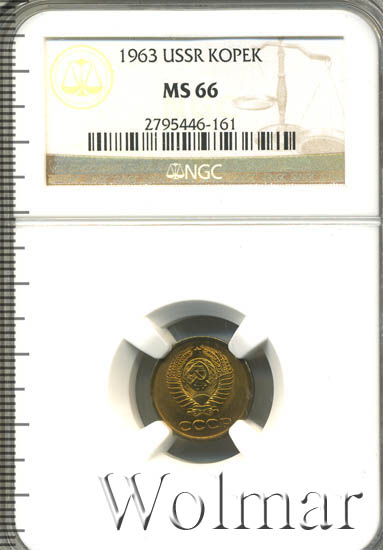 1963 USSR KOPEK
MS 66
2795446-161
NGC
СССР
Wolmar